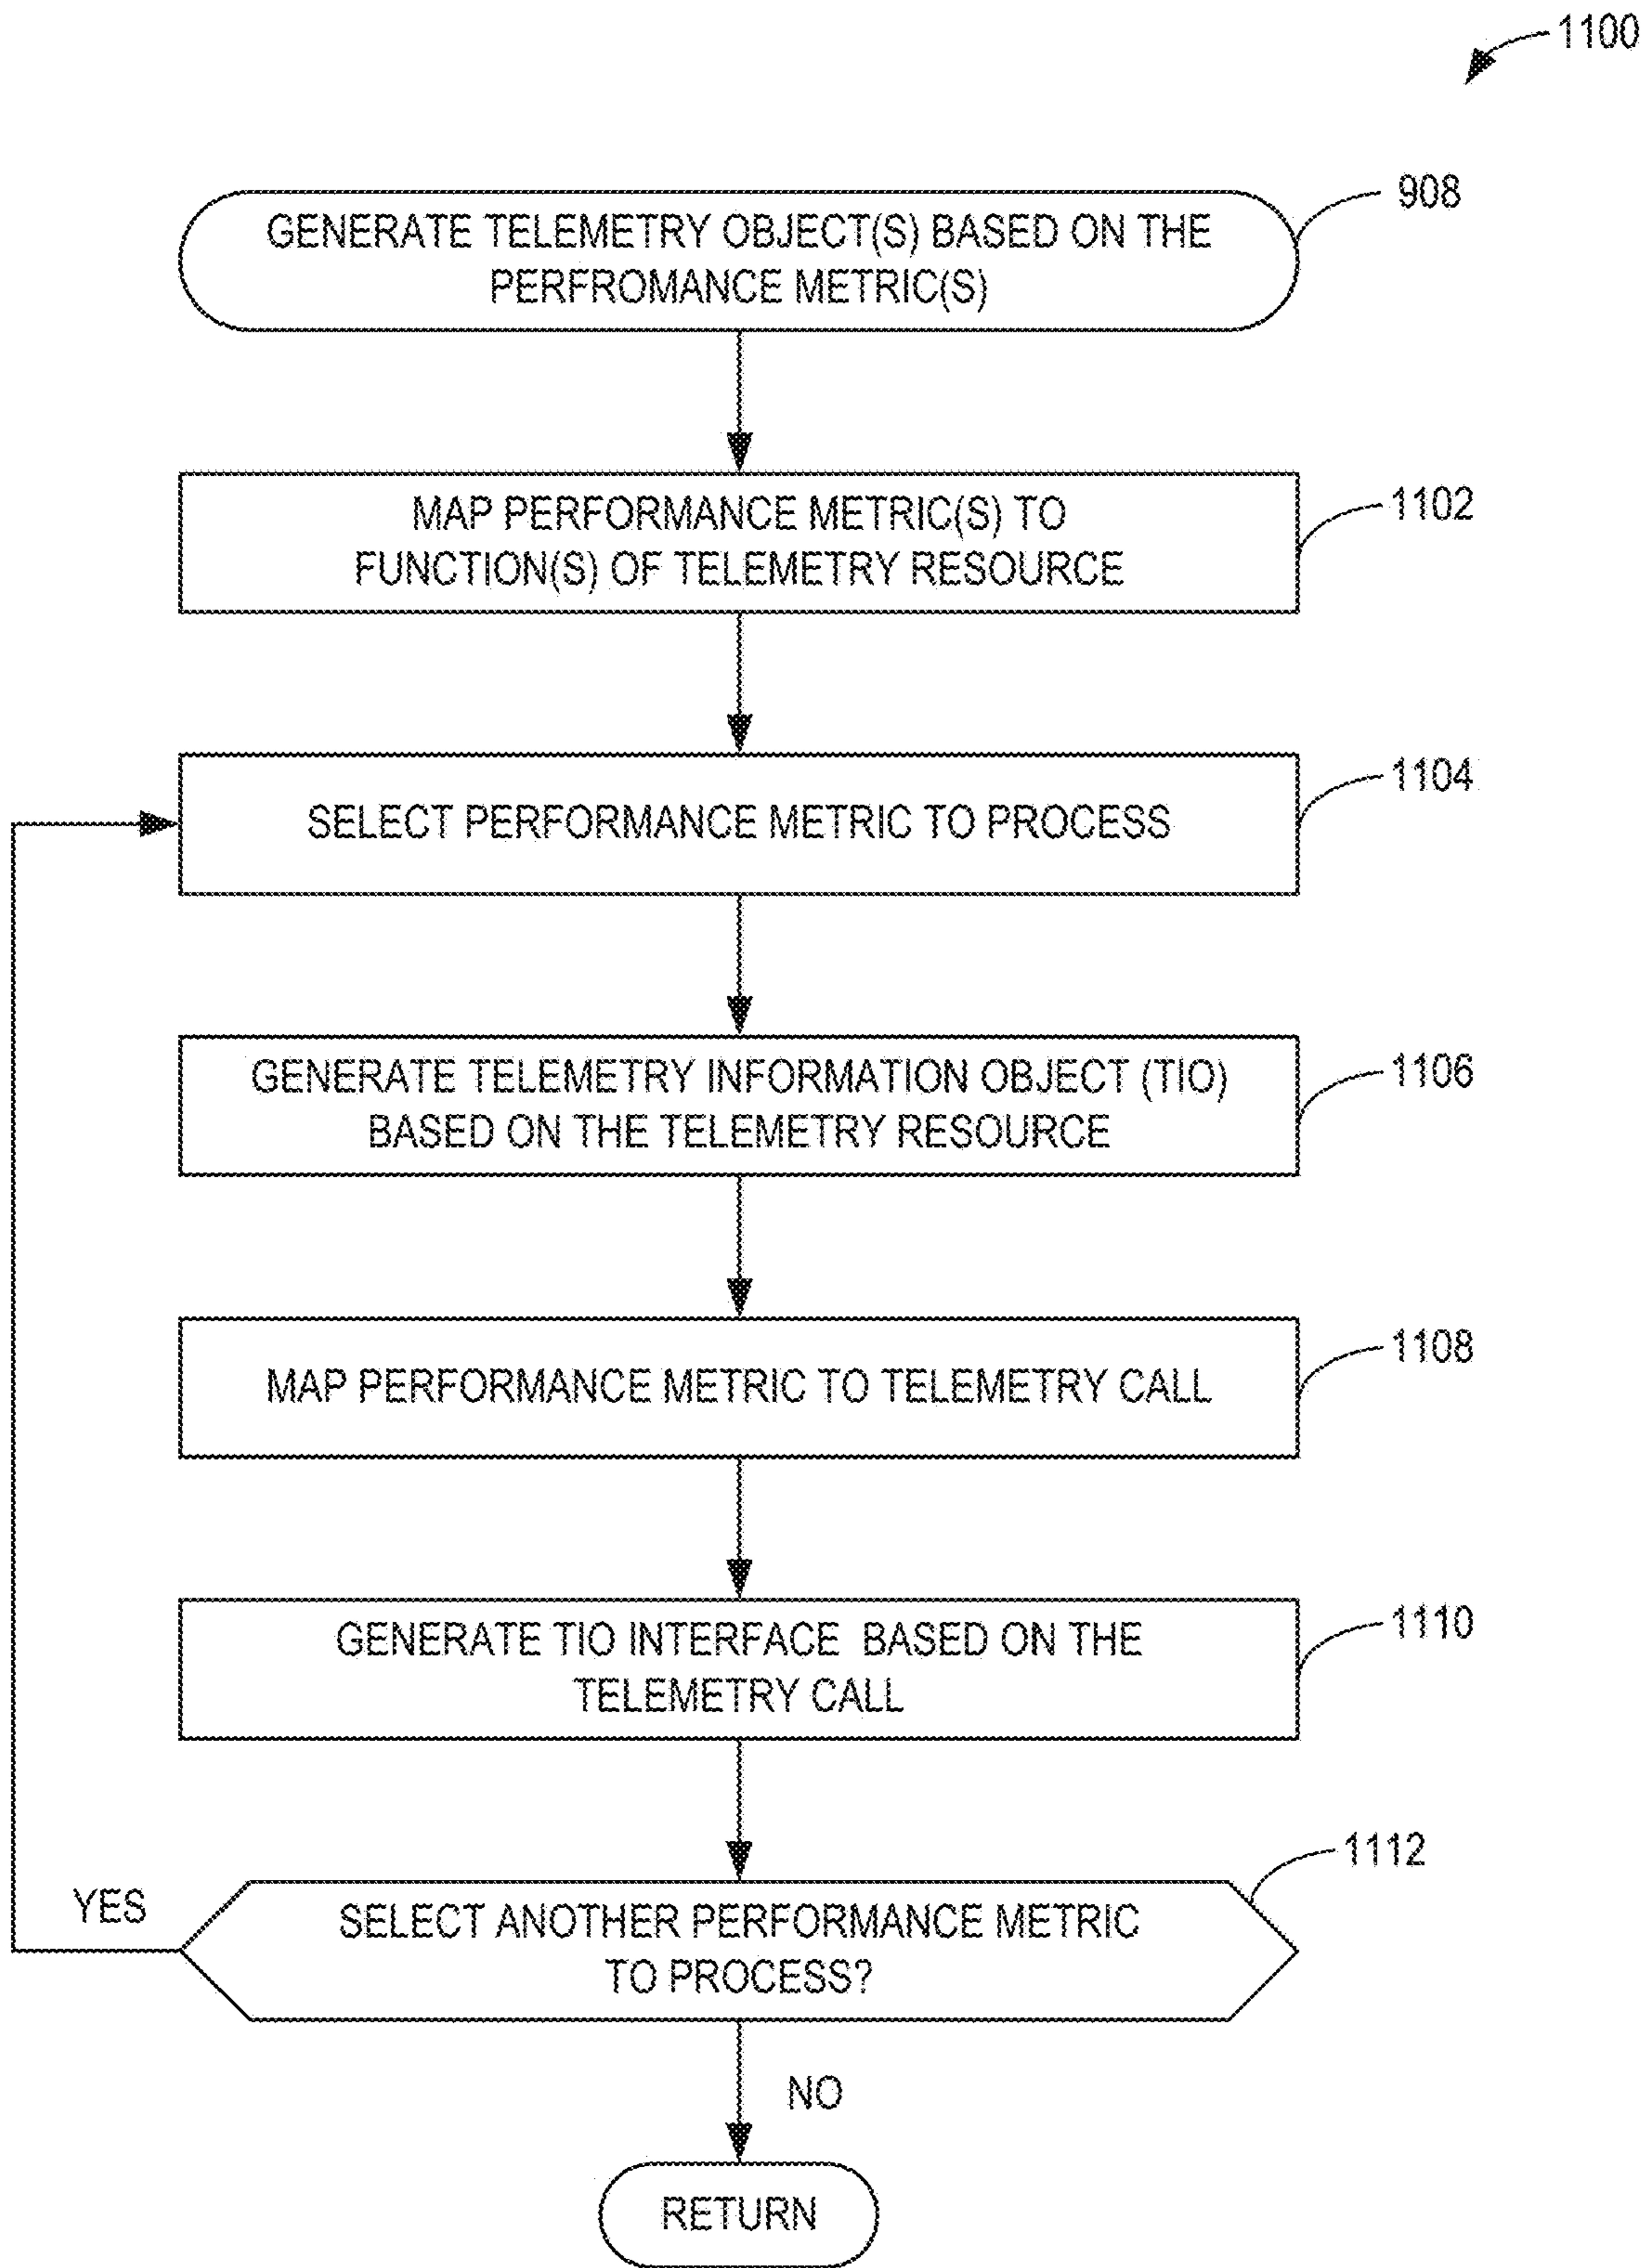 1100
GENERATE TELEMETRY OBJECT(S) BASED ON THE
PERFROMANCE METRIC(S)
908
MAP PERFORMANCE METRIC(S) TO
FUNCTION(S) OF TELEMETRY RESOURCE
1102
SELECT PERFORMANCE METRIC TO PROCESS
1104
GENERATE TELEMETRY INFORMATION OBJECT (TIO)
BASED ON THE TELEMETRY RESOURCE
1106
MAP PERFORMANCE METRIC TO TELEMETRY CALL
1108
GENERATE TIO INTERFACE BASED ON THE
TELEMETRY CALL
1110
SELECT ANOTHER PERFORMANCE METRIC
TO PROCESS?
1112
YES
NO
RETURN